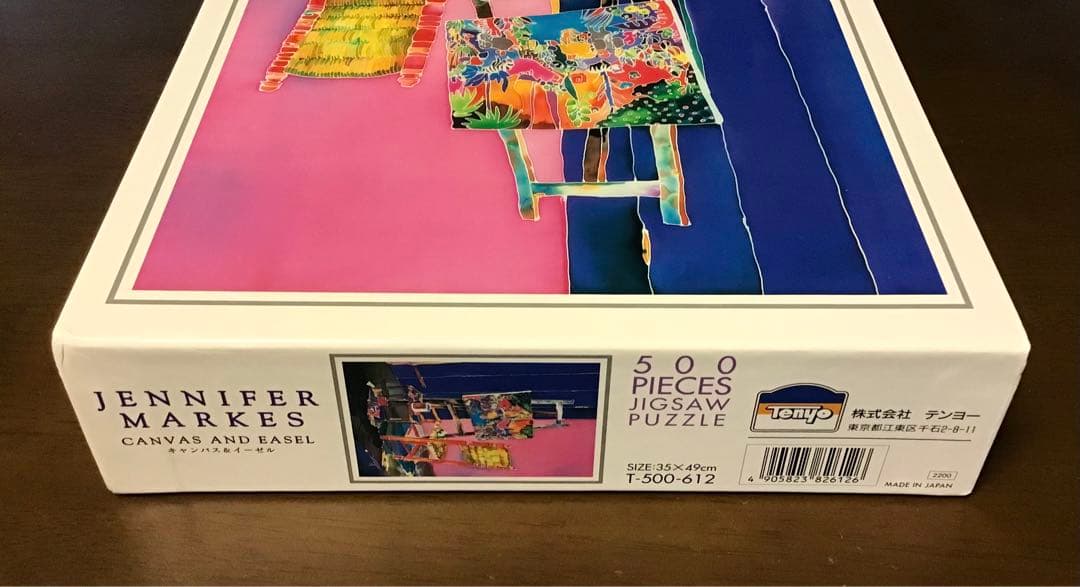 JENNIFER
MARKES
CANVAS AND EASEL
キャンバス&イーゼル
500
PIECES
JIGSAW
PUZZLE
SIZE:35×49cm
T-500-612
Tenyo
株式会社 テンヨー
東京都江東区千石2-8-11
4 905823 826126
2200
MADE IN JAPAN